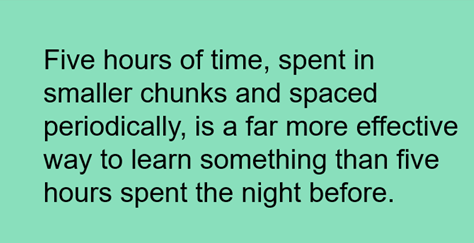 Five hours of time, spent in
smaller chunks and spaced
periodically, is a far more effective
way to learn something than five
hours spent the night before.